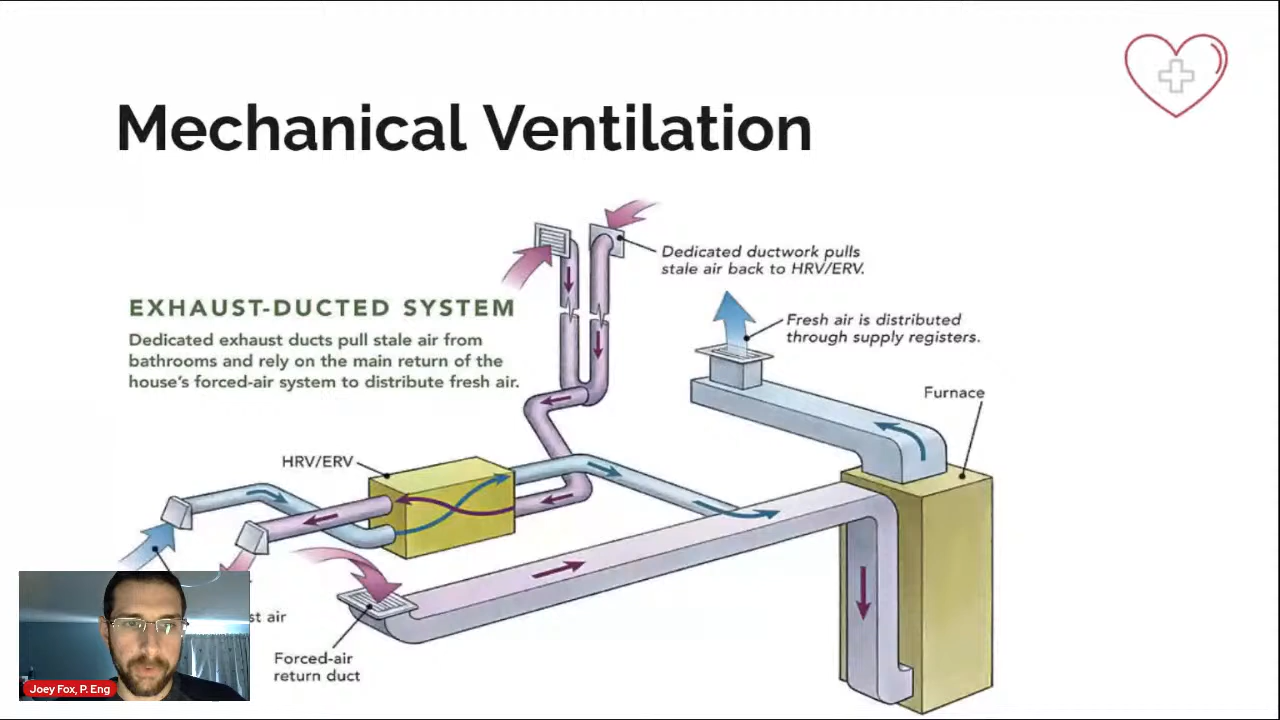 Mechanical Ventilation
Dedicated ductwork pulls
stale air back to HRV/ERV.
EXHAUST-DUCTED SYSTEM
Dedicated exhaust ducts pull stale air from
bathrooms and rely on the main return of the
house's forced-air system to distribute fresh air.
Fresh air is distributed
through supply registers.
Furnace
HRV/ERV
air
Forced-air
return duct
Joey Fox, P. Eng